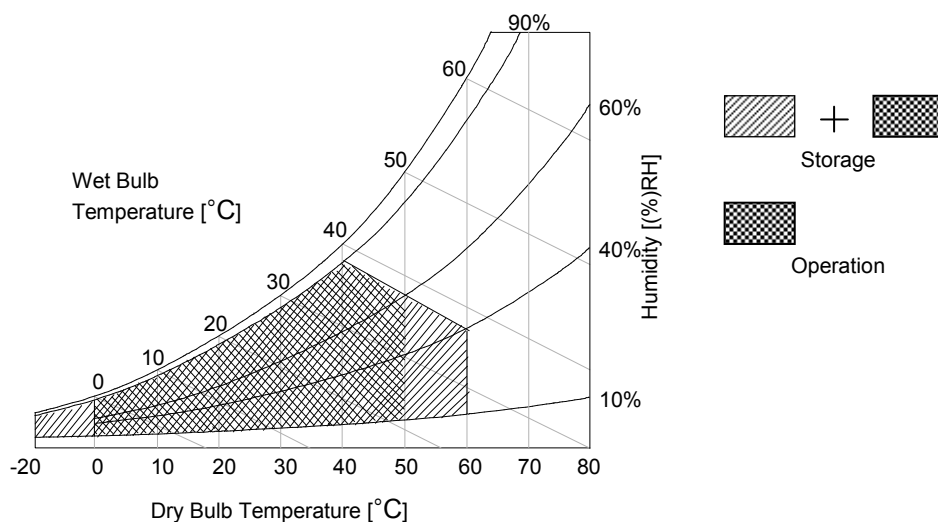 90%
60
60%
50
Wet Bulb
Temperature [°C]
40
40%
30
20
10
0
10%
Humidity [(%)RH]
-20 0 10 20 30 40 50 60 70 80
Dry Bulb Temperature [°C]
+
Storage
Operation